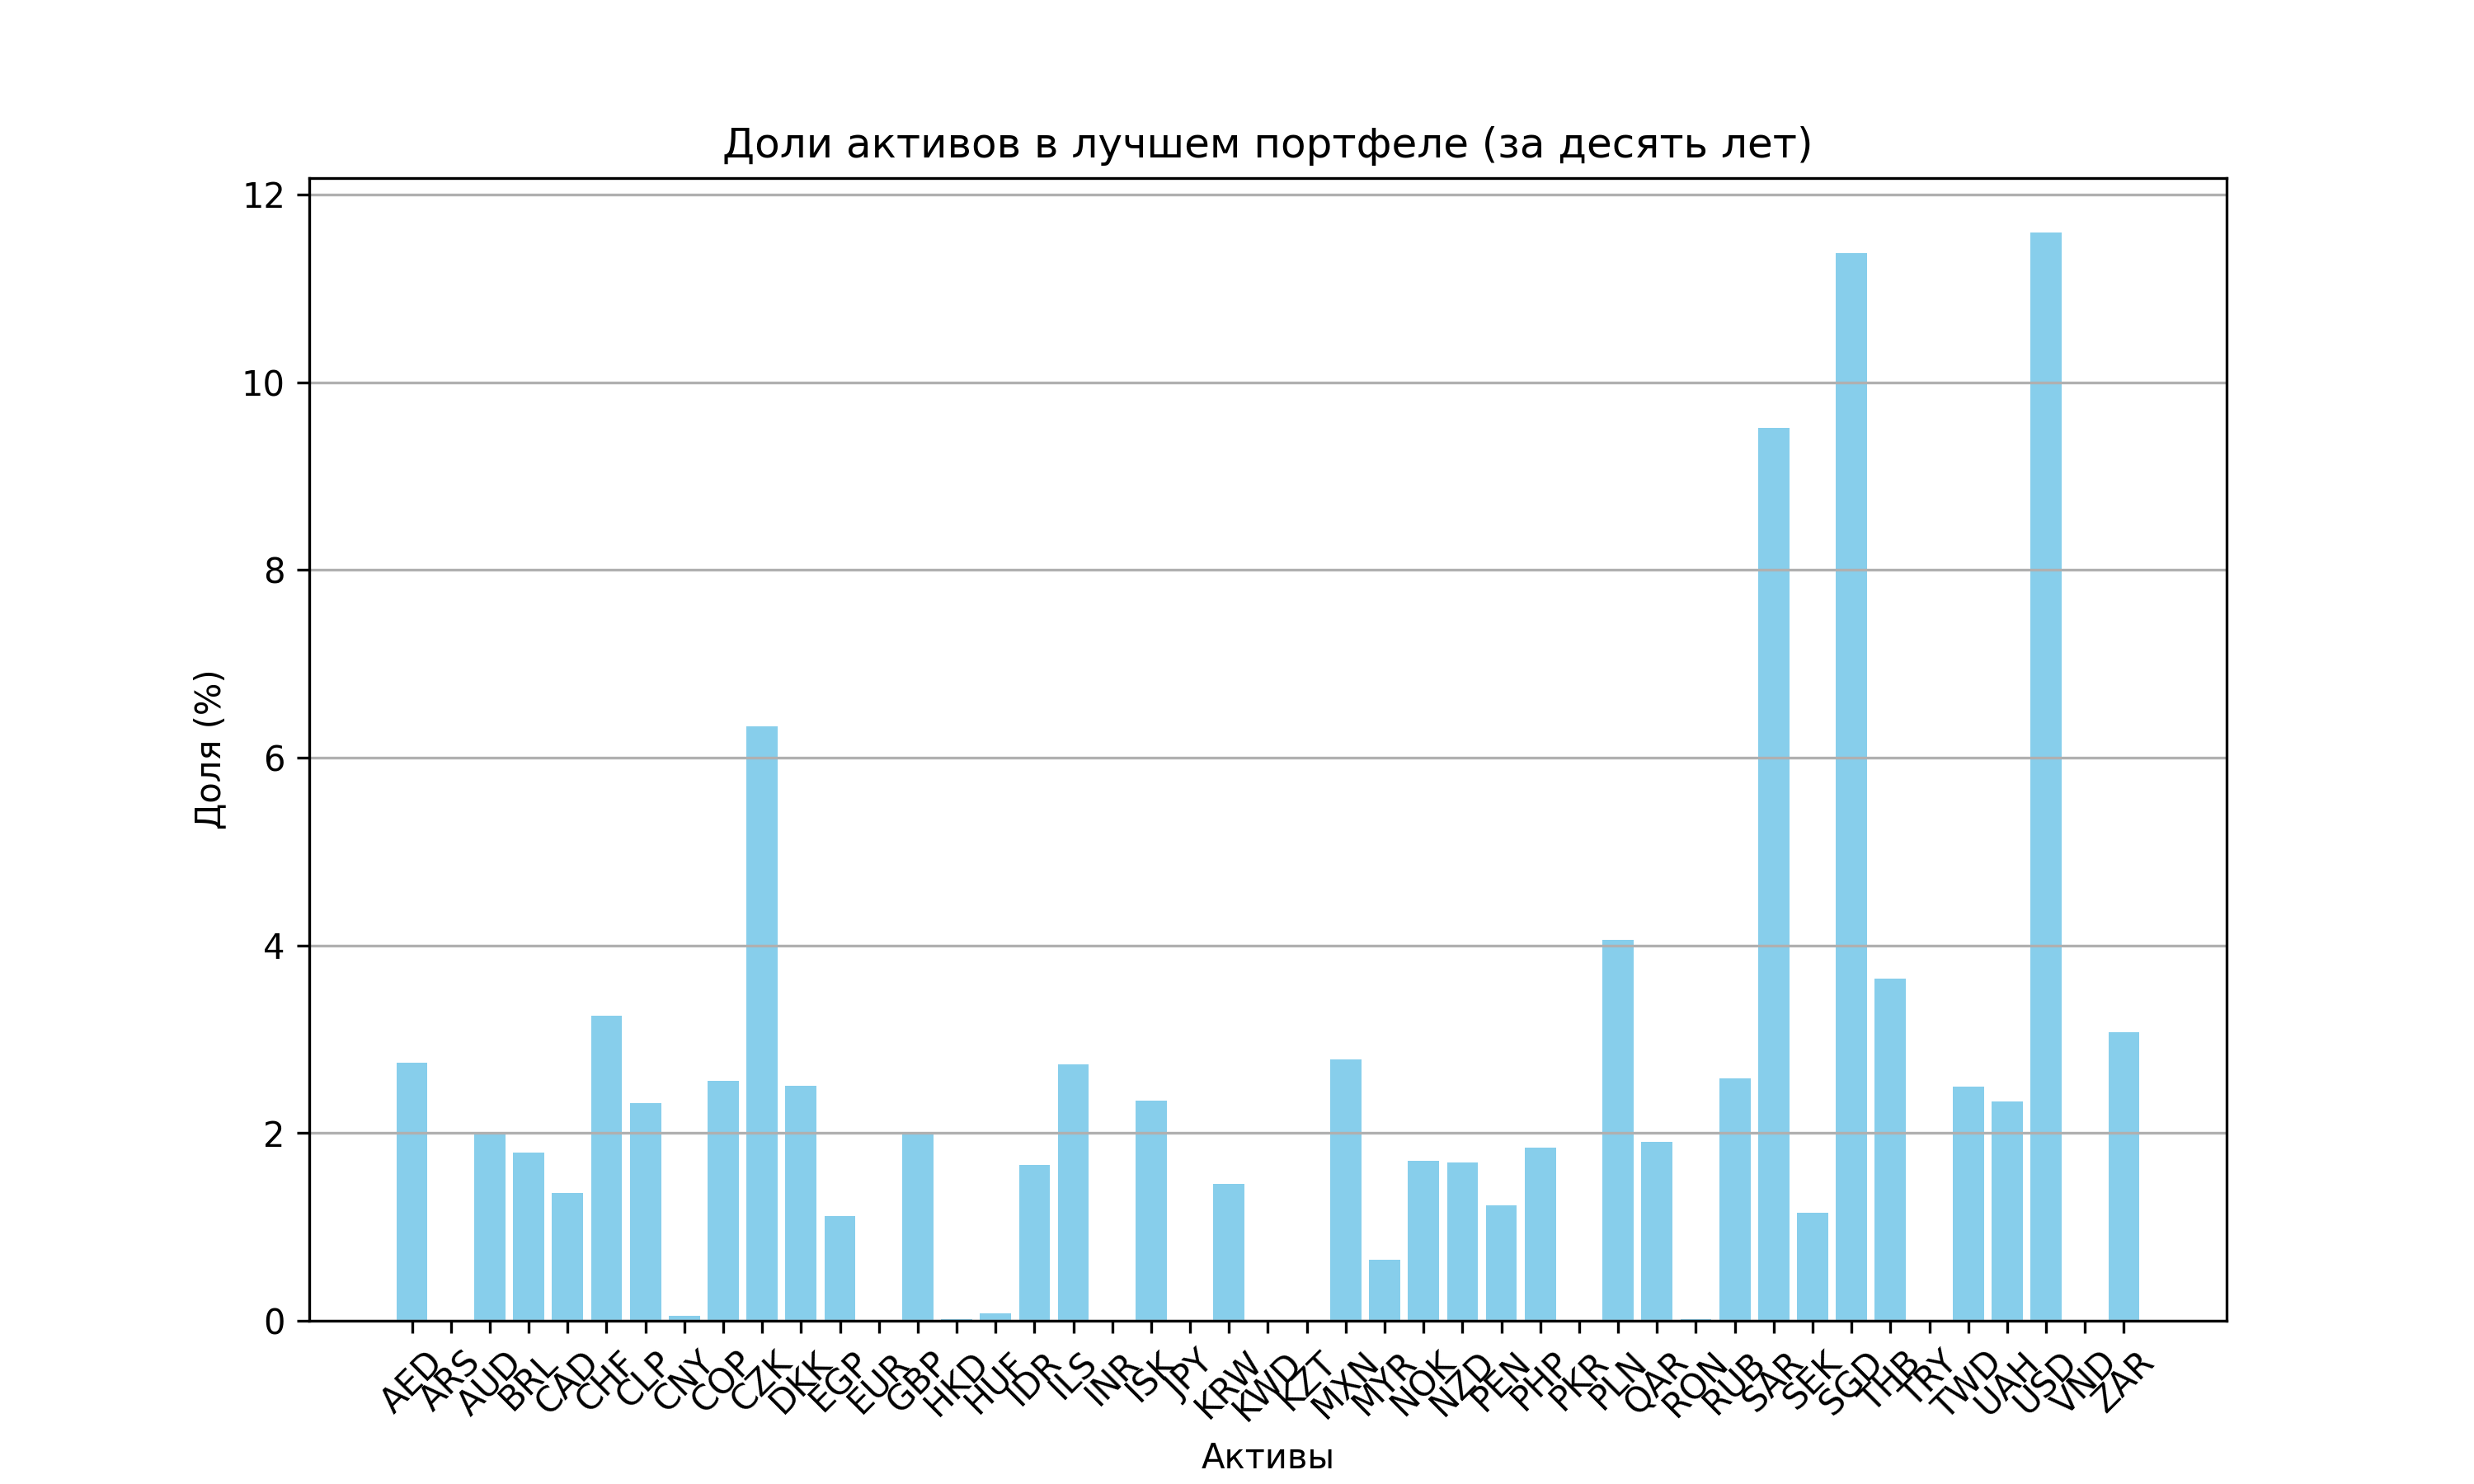 Доли активов в лучшем портфеле (за десять лет)
12
10
8
6
4
2
0
Доля (%)
AED
ARS
AUD
BRL
CAD
CHF
CLP
CNY
COP
CZK
DKK
EGP
EUR
GBP
HKD
HUF
IDR
ILS
INR
ISK
JPY
KRW
KWD
KZT
MXN
MYR
NOK
NZD
PEN
PHP
PKR
PLN
QAR
RON
RUB
SAR
SEK
SGD
THB
TRY
TWD
UAH
USD
VND
ZAR
Активы